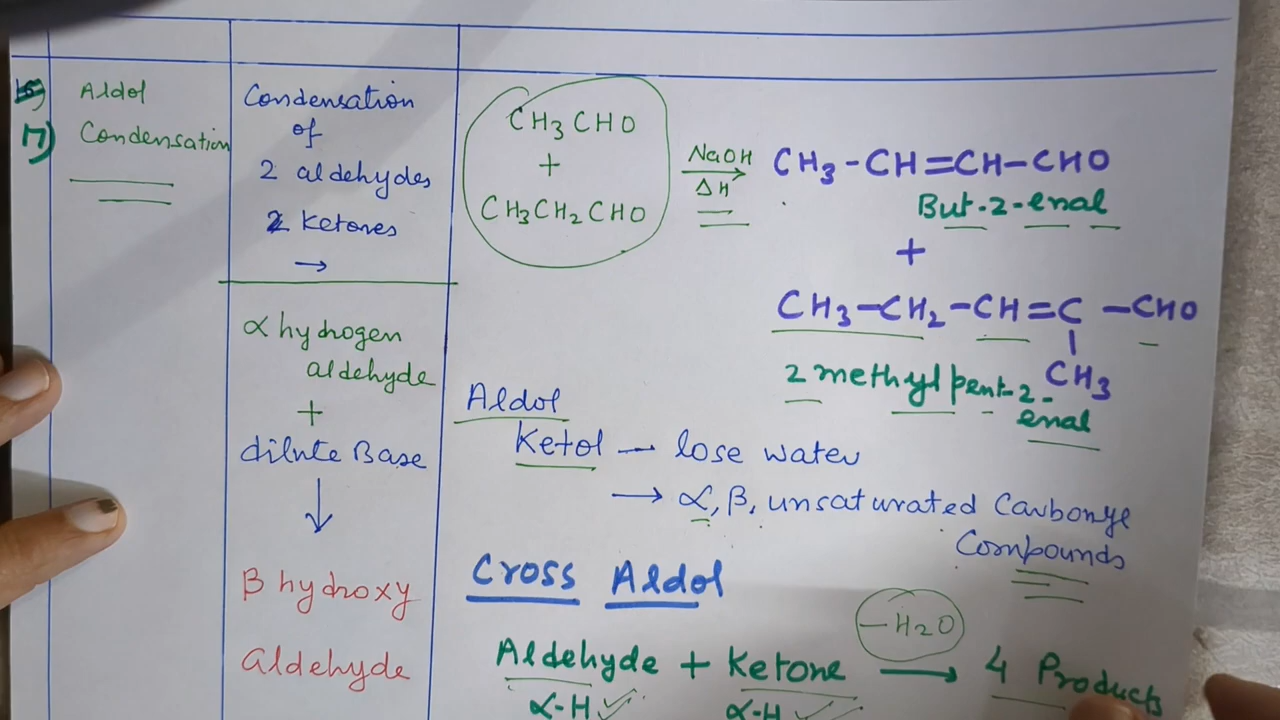 17) Aldol
Condensation
Condensation
of
2 aldehydes
2 Ketones
→
α hydrogen
aldehyde
+
dilute Base
↓
β hydroxy
aldehyde
CH3CHO
+
CH3CH2CHO
NaOH
ΔH
CH3-CH=CH-CHO
But-2-enal
+
CH3-CH2-CH=C-CHO
|
CH3
2 methyl pent-2-
enal
Aldol
Ketol — lose water
→ α, β, unsaturated Carbonyl
Compounds
Cross Aldol
-H2O
Aldehyde + Ketone → 4 Products
α-H ✓ α-H ✓